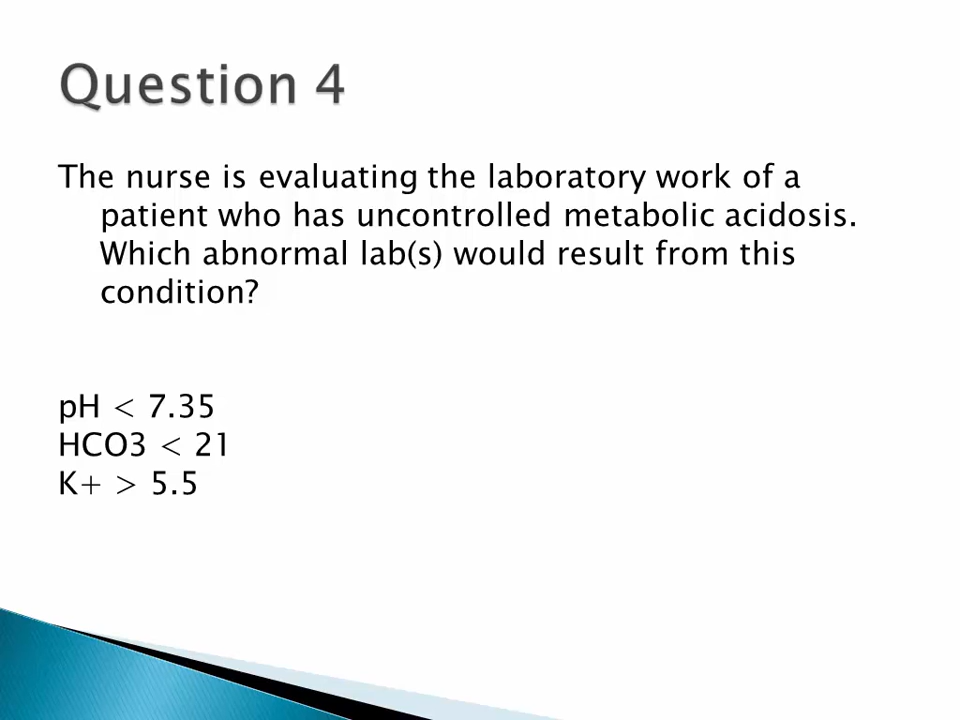 Question 4
The nurse is evaluating the laboratory work of a
patient who has uncontrolled metabolic acidosis.
Which abnormal lab(s) would result from this
condition?
pH < 7.35
HCO3 < 21
K+ > 5.5